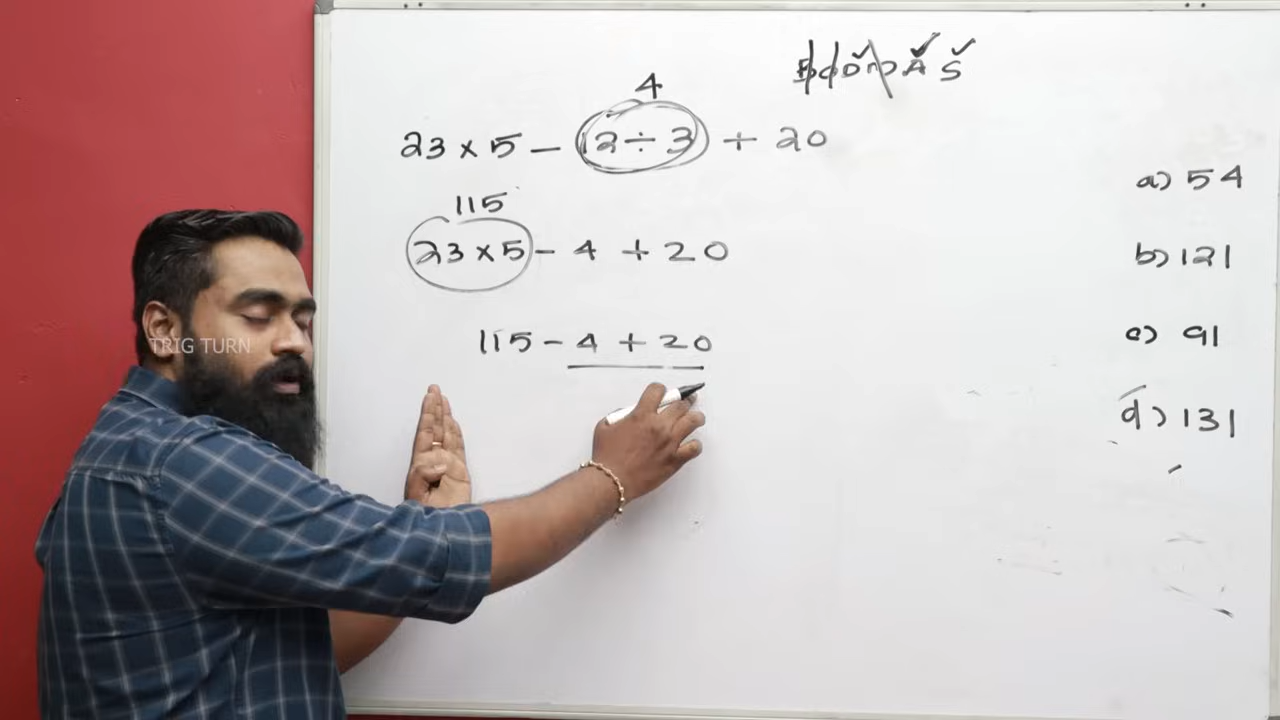 BODMAS
4
23 × 5 - 12 ÷ 3 + 20
115
23 × 5 - 4 + 20
115 - 4 + 20
a) 54
b) 121
c) 91
d) 131
TRIG TURN